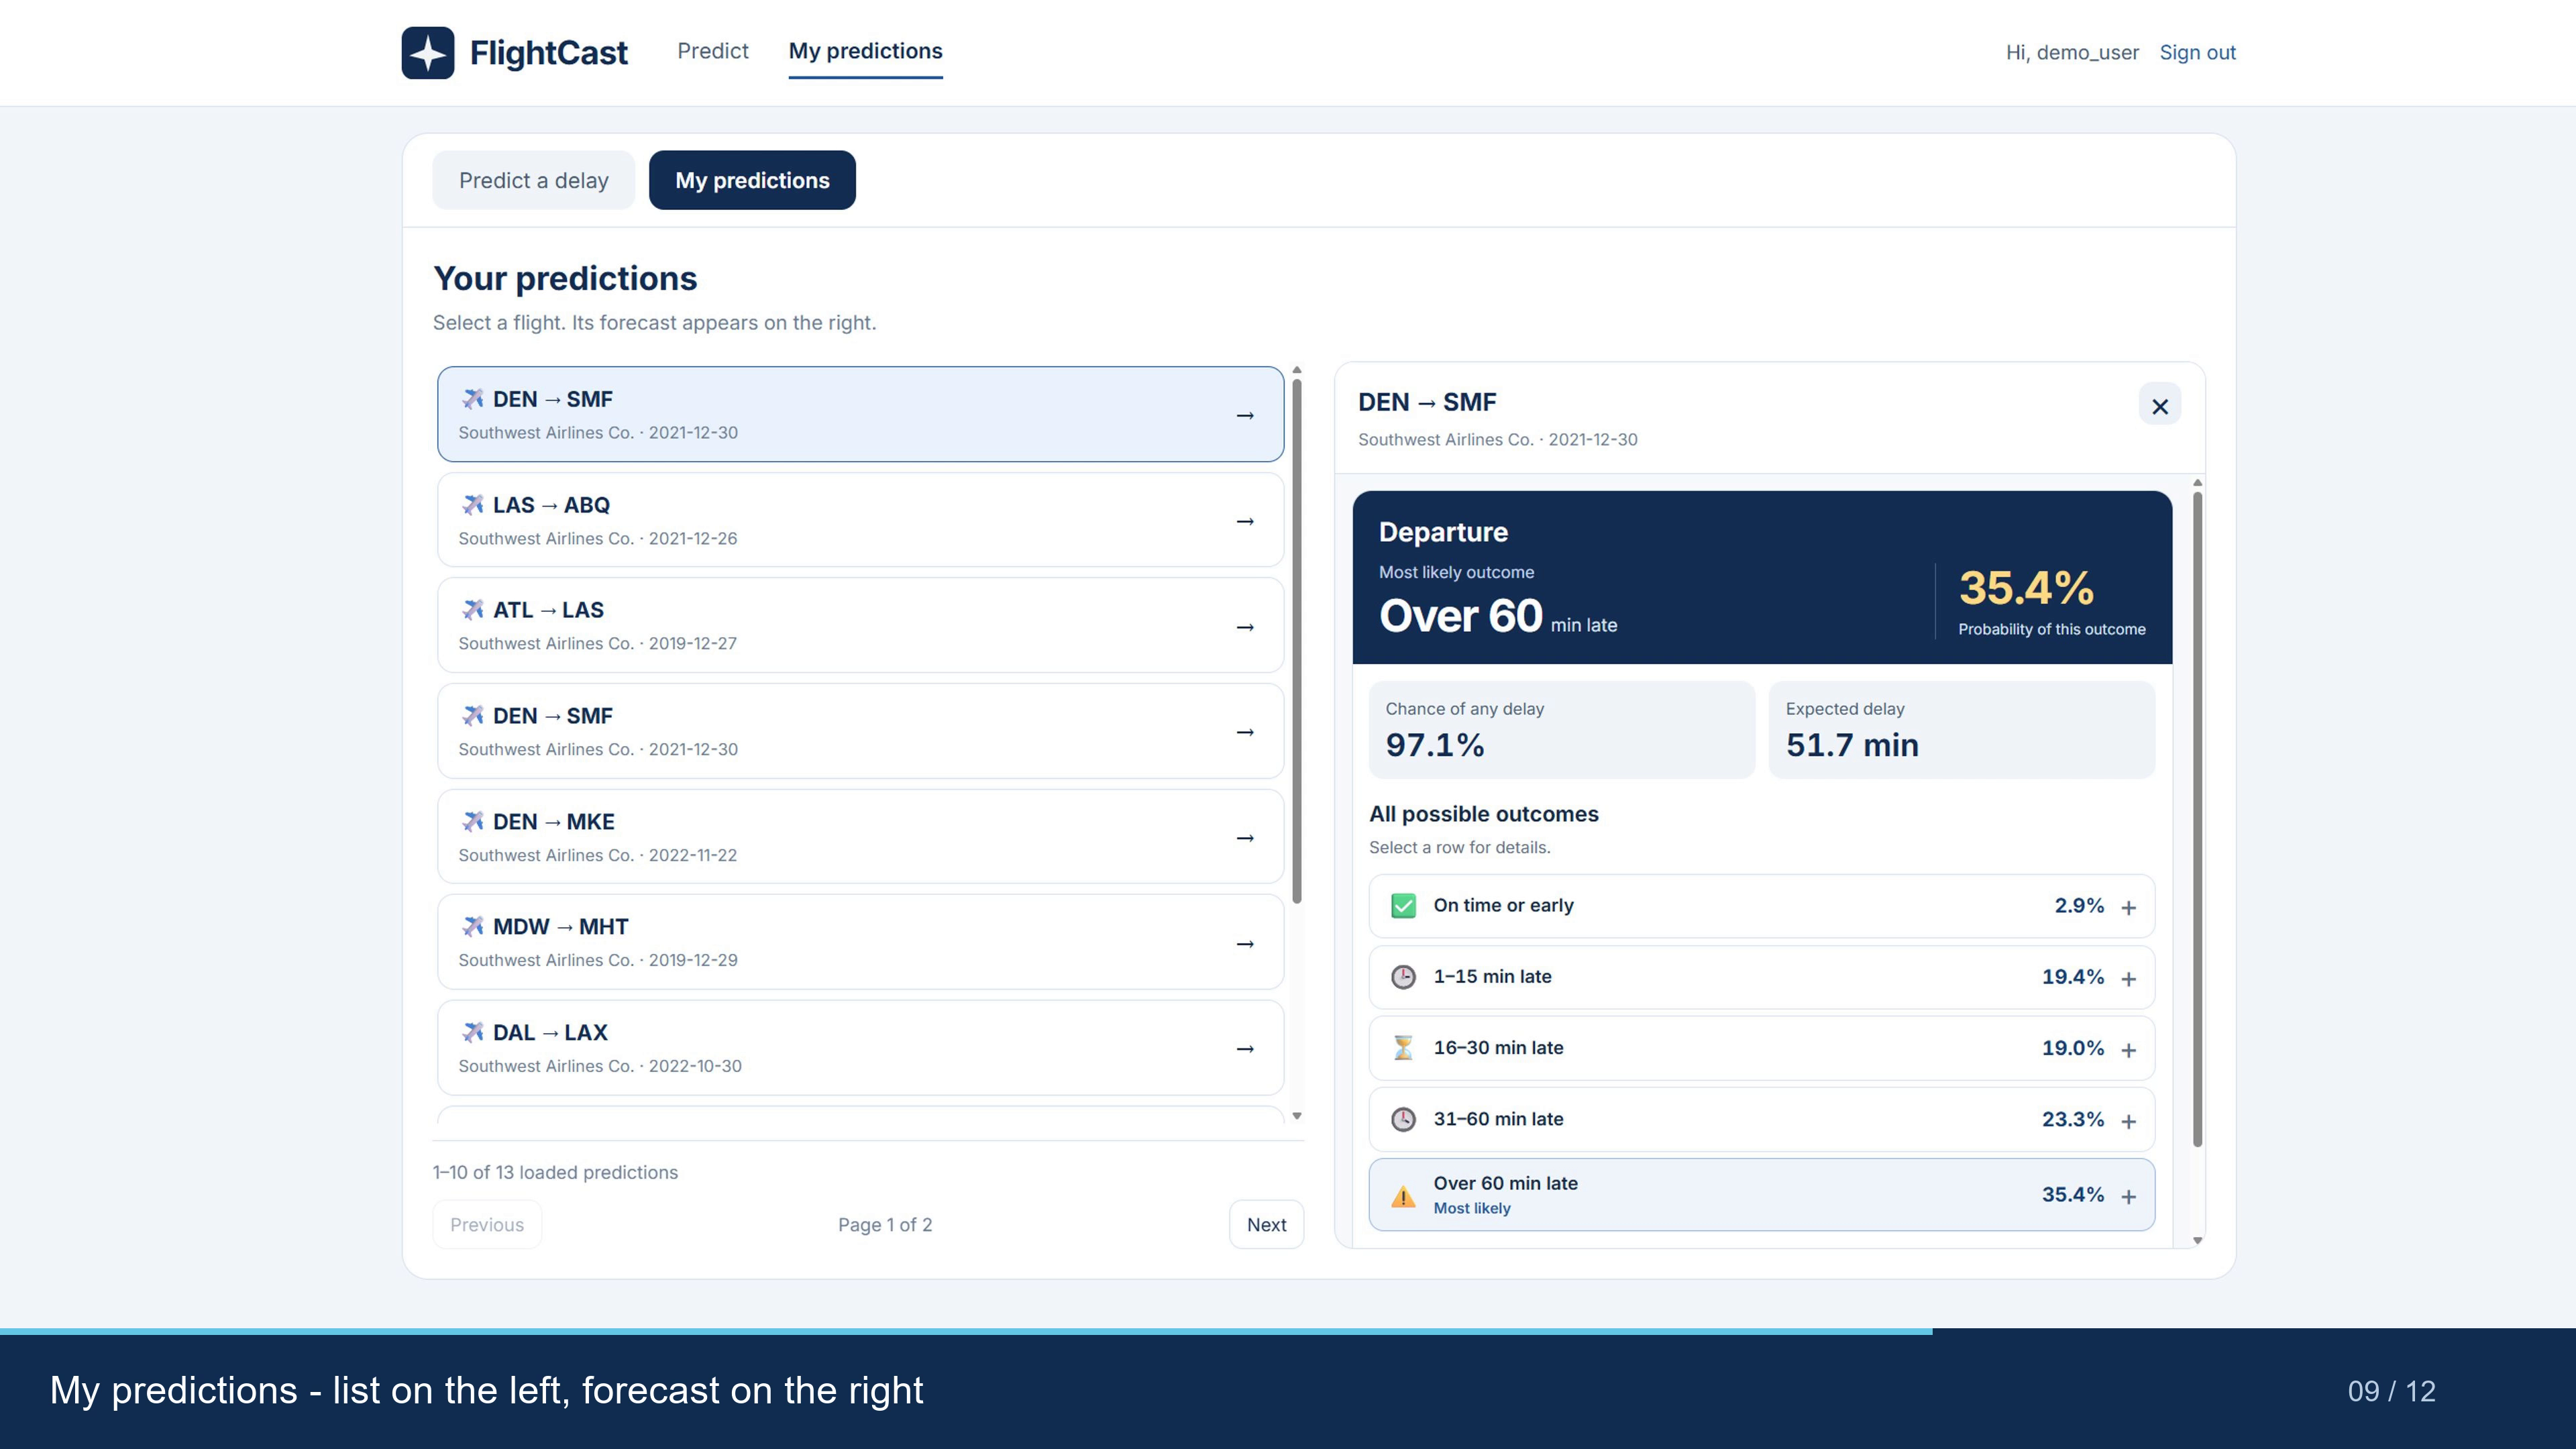 FlightCast
Predict
My predictions
Hi, demo_user
Sign out
Predict a delay
My predictions
Your predictions
Select a flight. Its forecast appears on the right.
DEN → SMF
Southwest Airlines Co. · 2021-12-30
→
LAS → ABQ
Southwest Airlines Co. · 2021-12-26
→
ATL → LAS
Southwest Airlines Co. · 2019-12-27
→
DEN → SMF
Southwest Airlines Co. · 2021-12-30
→
DEN → MKE
Southwest Airlines Co. · 2022-11-22
→
MDW → MHT
Southwest Airlines Co. · 2019-12-29
→
DAL → LAX
Southwest Airlines Co. · 2022-10-30
→
1–10 of 13 loaded predictions
Previous
Page 1 of 2
Next
DEN → SMF
Southwest Airlines Co. · 2021-12-30
Departure
Most likely outcome
Over 60 min late
35.4%
Probability of this outcome
Chance of any delay
97.1%
Expected delay
51.7 min
All possible outcomes
Select a row for details.
On time or early 2.9% +
1–15 min late 19.4% +
16–30 min late 19.0% +
31–60 min late 23.3% +
Over 60 min late
Most likely
35.4% +
My predictions - list on the left, forecast on the right
09 / 12